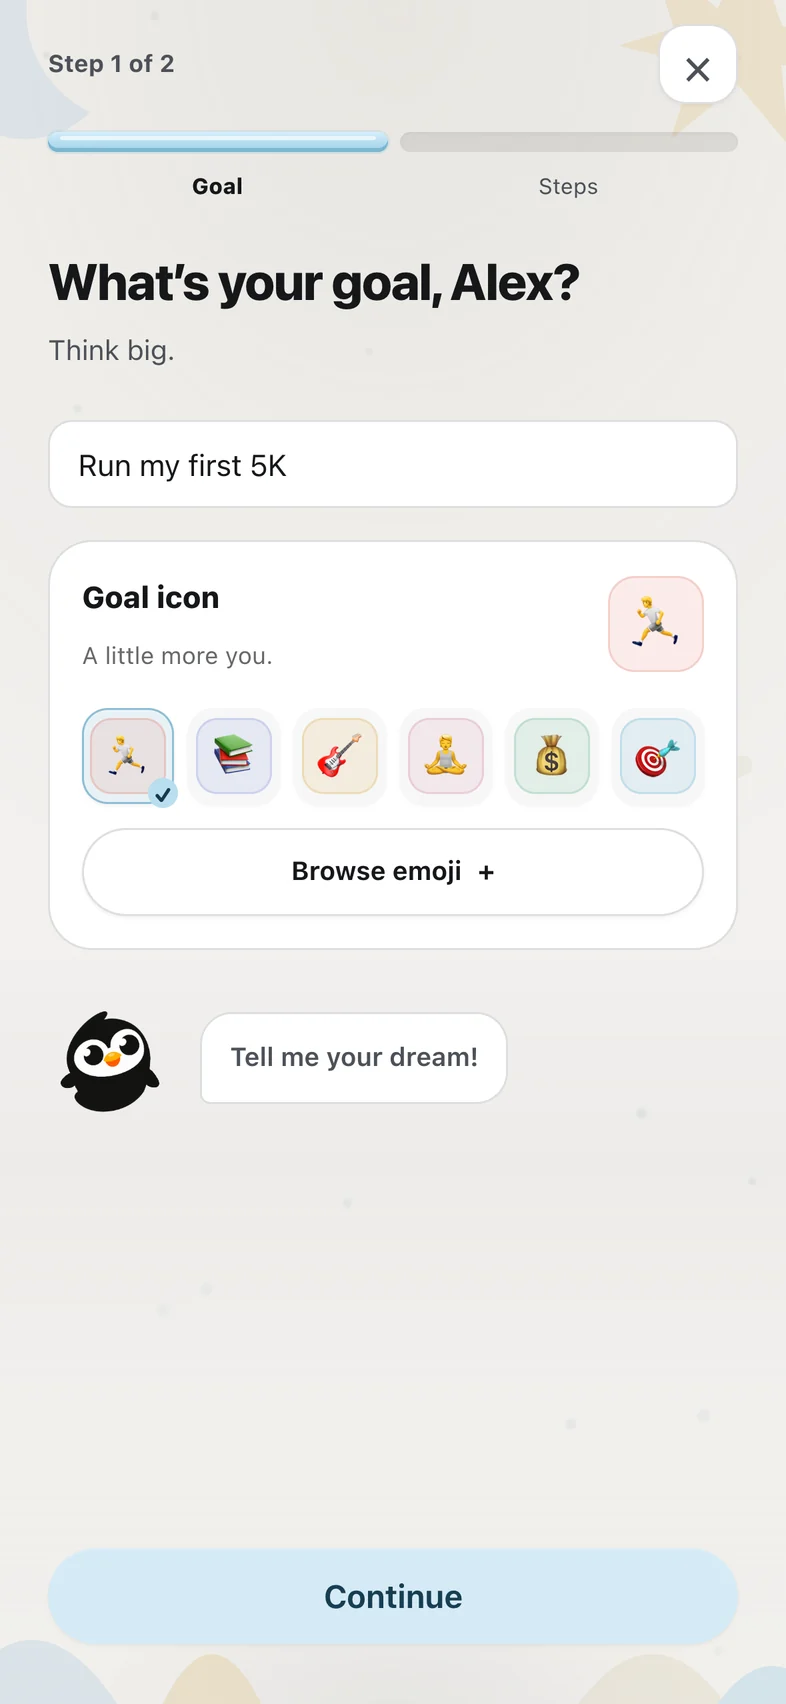 Step 1 of 2
Goal
Steps
What's your goal, Alex?
Think big.
Run my first 5K
Goal icon
A little more you.
Browse emoji +
Tell me your dream!
Continue